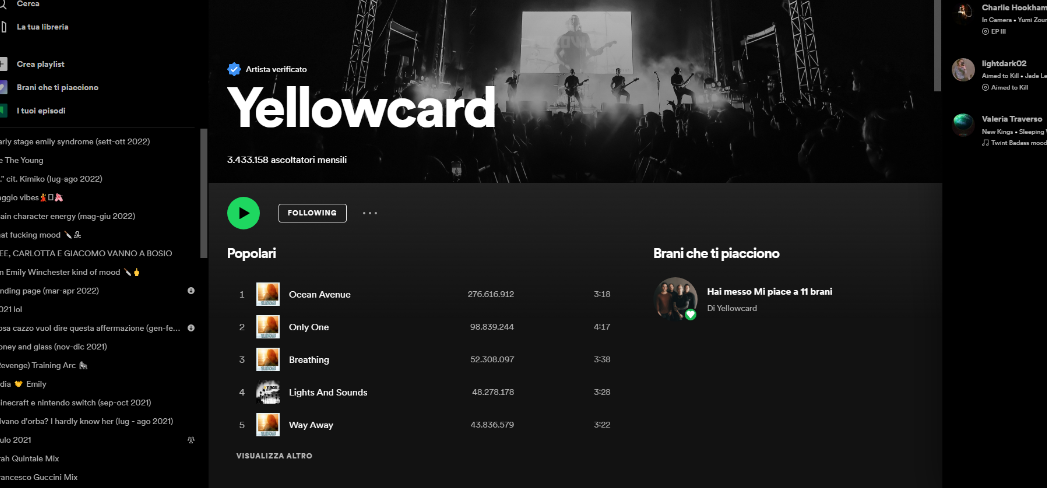 Cerca
La tua libreria
Crea playlist
Brani che ti piacciono
I tuoi episodi
arly stage emily syndrome (sett-ott 2022)
e The Young
." cit. Kimiko (lug-ago 2022)
aggio vibes
ain character energy (mag-giu 2022)
at fucking mood
EE, CARLOTTA E GIACOMO VANNO A BOSIO
n Emily Winchester kind of mood
nding page (mar-apr 2022)
2021 lol
osa cazzo vuol dire questa affermazione (gen-fe...
oney and glass (nov-dic 2021)
Revenge) Training Arc
dia 🧡 Emily
inecraft e nintendo switch (sep-oct 2021)
lvano d'orba? I hardly know her (lug - ago 2021)
ulo 2021
rah Quintale Mix
rancesco Guccini Mix
Artista verificato
Yellowcard
3.433.158 ascoltatori mensili
FOLLOWING
Popolari
1 Ocean Avenue 276.616.912 3:18
2 Only One 98.839.244 4:17
3 Breathing 52.308.097 3:38
4 Lights And Sounds 48.278.178 3:28
5 Way Away 43.836.579 3:22
VISUALIZZA ALTRO
Brani che ti piacciono
Hai messo Mi piace a 11 brani
Di Yellowcard
Charlie Hookham
In Camera • Yumi Zou
EP III
lightdark02
Aimed to Kill • Jade L
Aimed to Kill
Valeria Traverso
New Kings • Sleeping
Twint Badass mood